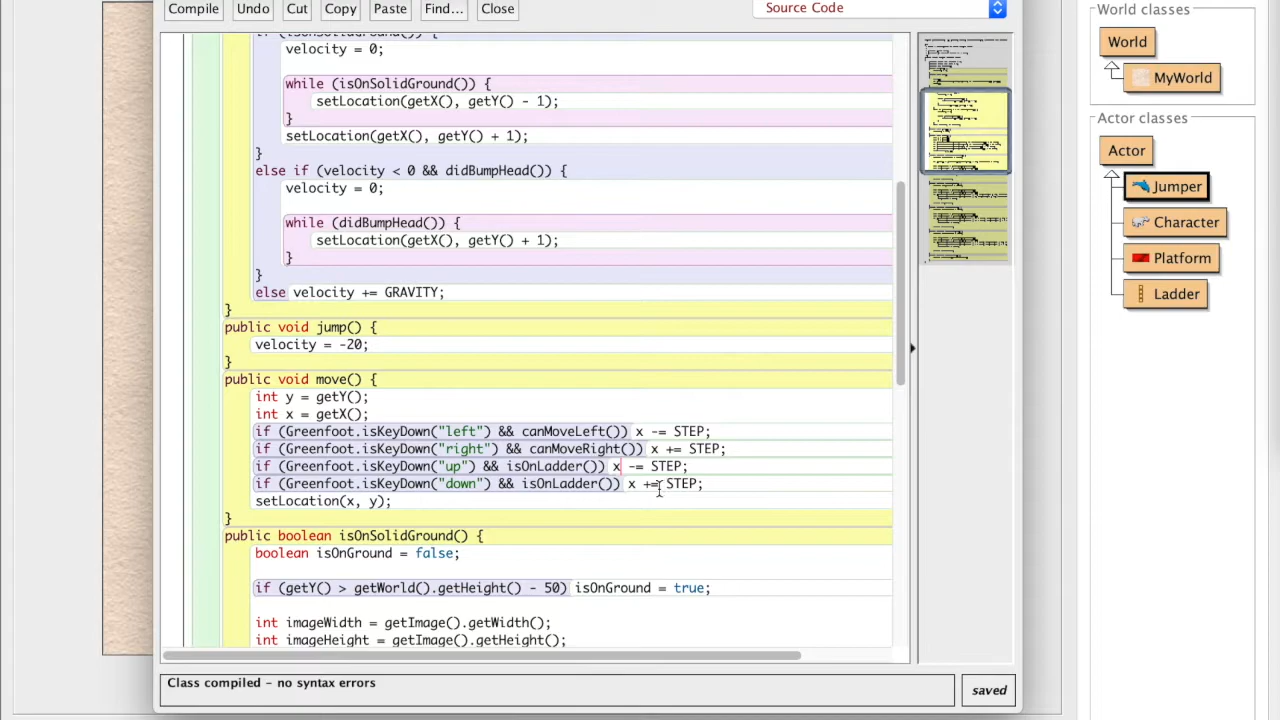 Compile Undo Cut Copy Paste Find... Close Source Code
velocity = 0;
while (isOnSolidGround()) {
setLocation(getX(), getY() - 1);
}
setLocation(getX(), getY() + 1);
}
else if (velocity < 0 && didBumpHead()) {
velocity = 0;
while (didBumpHead()) {
setLocation(getX(), getY() + 1);
}
}
else velocity += GRAVITY;
}
public void jump() {
velocity = -20;
}
public void move() {
int y = getY();
int x = getX();
if (Greenfoot.isKeyDown("left") && canMoveLeft()) x -= STEP;
if (Greenfoot.isKeyDown("right") && canMoveRight()) x += STEP;
if (Greenfoot.isKeyDown("up") && isOnLadder()) x -= STEP;
if (Greenfoot.isKeyDown("down") && isOnLadder()) x += STEP;
setLocation(x, y);
}
public boolean isOnSolidGround() {
boolean isOnGround = false;
if (getY() > getWorld().getHeight() - 50) isOnGround = true;
int imageWidth = getImage().getWidth();
int imageHeight = getImage().getHeight();
Class compiled - no syntax errors
saved
World classes
World
MyWorld
Actor classes
Actor
Jumper
Character
Platform
Ladder